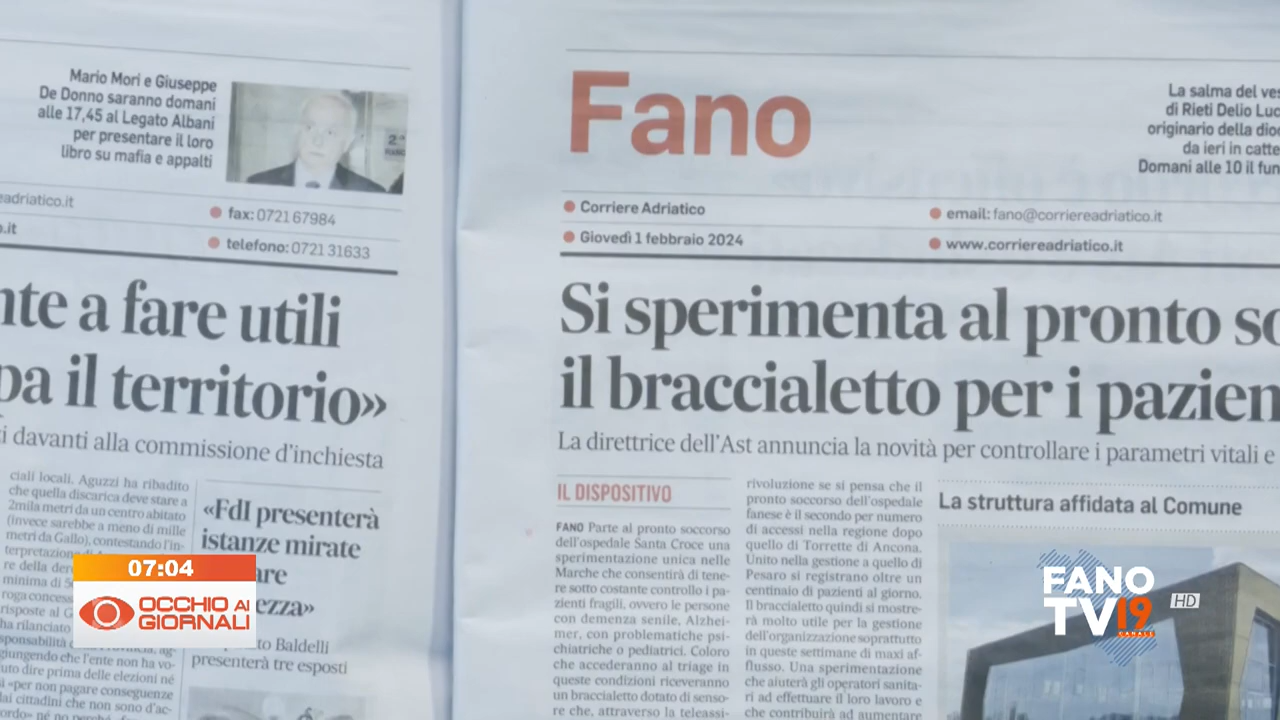 Mario Mori e Giuseppe
De Donno saranno domani
alle 17,45 al Legato Albani
per presentare il loro
libro su mafia e appalti
fax: 0721 67984
telefono: 0721 31633
a fare utili
il territorio»
davanti alla commissione d'inchiesta
ciali locali. Aguzzi ha ribadito
che quella discarica deve stare a
2mila metri da un centro abitato
(invece sarebbe a meno di mille
metri da Gallo), contestando l'in-
«FdI presenterà
istanze mirate
Baldelli
presenterà tre esposti
Fano
La salma del
di Rieti Delio
originario della
da ieri in
Domani alle 10 il
Corriere Adriatico
email: fano@corriereadriatico.it
Giovedì 1 febbraio 2024
www.corriereadriatico.it
Si sperimenta al pronto
il braccialetto per i
La direttrice dell'Ast annuncia la novità per controllare i parametri vitali e
IL DISPOSITIVO
FANO Parte al pronto soccorso
dell'ospedale Santa Croce una
sperimentazione unica nelle
Marche che consentirà di tene-
re sotto costante controllo i pa-
zienti fragili, ovvero le persone
con demenza senile, Alzhei-
mer, con problematiche psi-
chiatriche o pediatrici. Coloro
che accederanno al triage in
queste condizioni riceveranno
un braccialetto dotato di senso-
re che, attraverso la teleassi-
rivoluzione se si pensa che il
pronto soccorso dell'ospedale
fanese è il secondo per numero
di accessi nella regione dopo
quello di Torrette di Ancona.
Unito nella gestione a quello di
Pesaro si registrano oltre un
centinaio di pazienti al giorno.
Il braccialetto quindi si mostre-
rà molto utile per la gestione
dell'organizzazione soprattutto
in queste settimane di maxi af-
flusso. Una sperimentazione
che aiuterà gli operatori sanita-
ri ad effettuare il loro lavoro e
che contribuirà ad aumentare
La struttura affidata al Comune
07:04
OCCHIO AI
GIORNALI
FANO
TV19
CANALE
HD